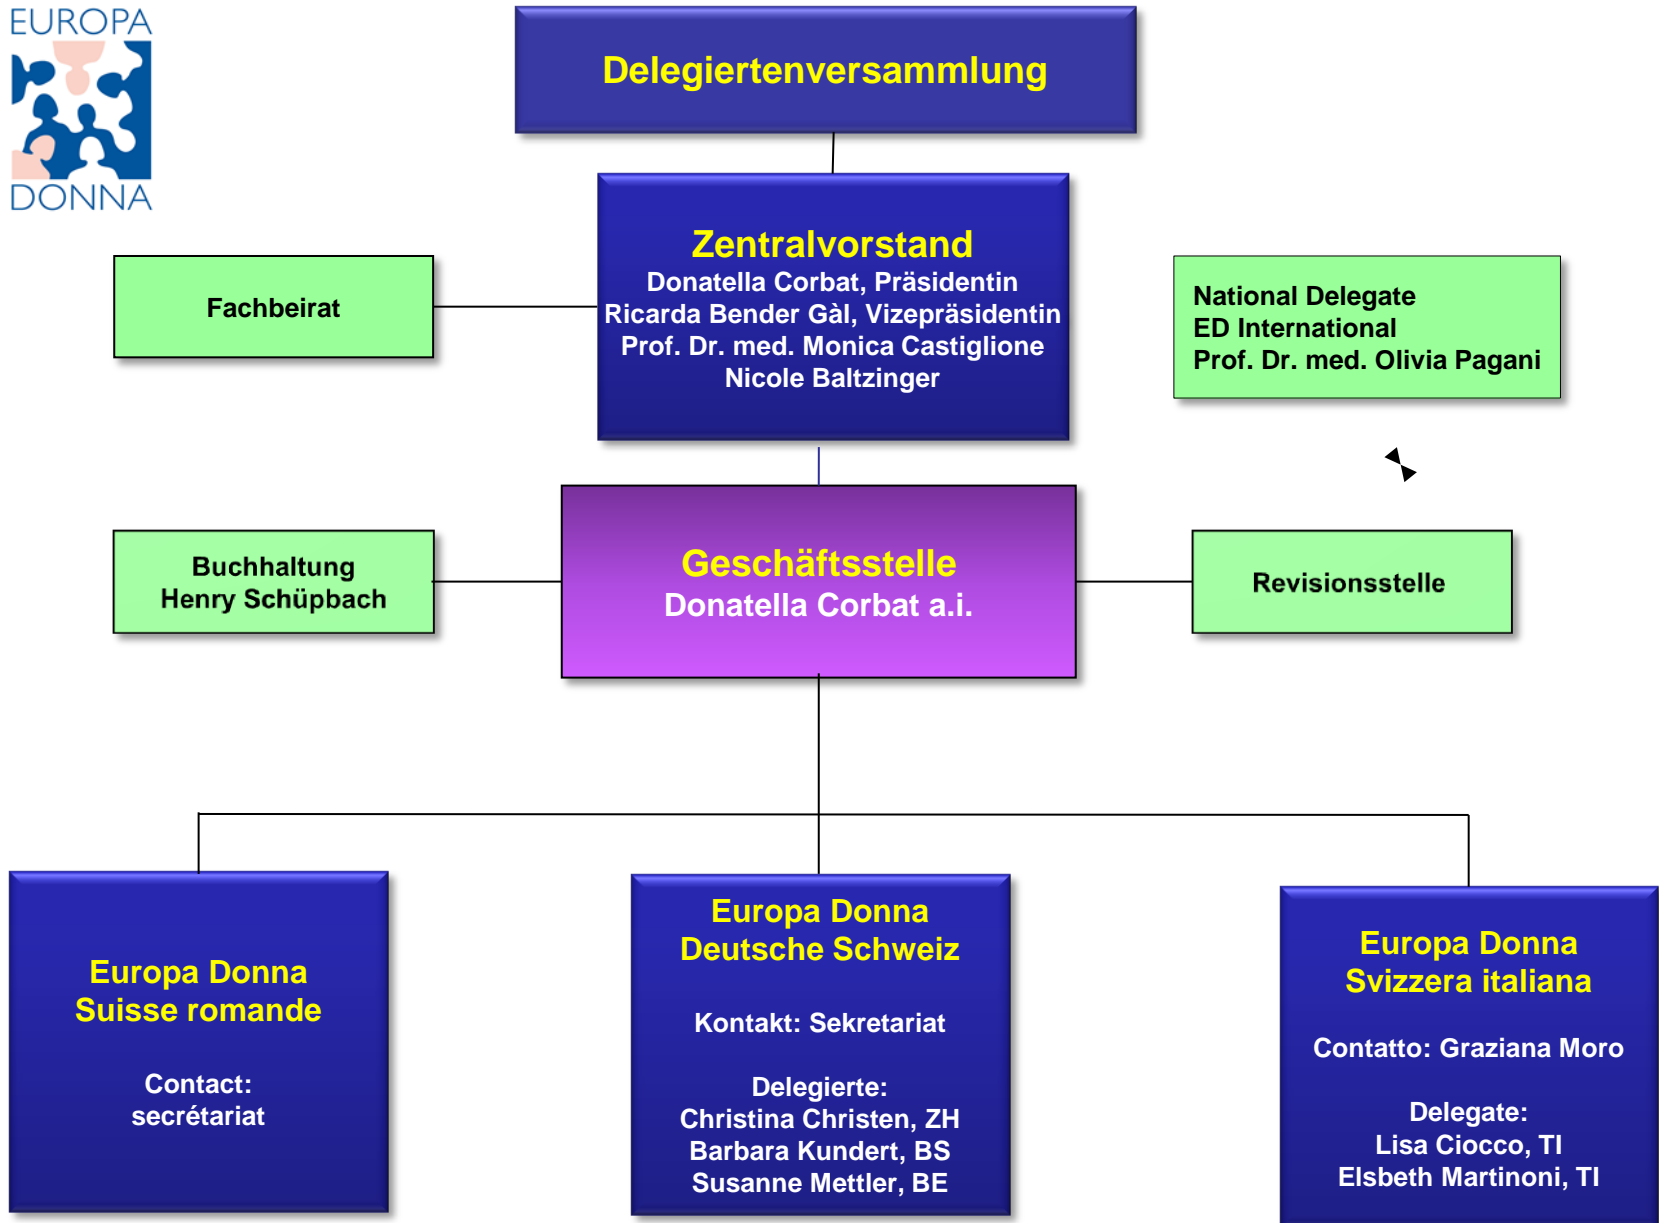 EUROPA
DONNA
Delegiertenversammlung
Zentralvorstand
Donatella Corbat, Präsidentin
Ricarda Bender Gàl, Vizepräsidentin
Prof. Dr. med. Monica Castiglione
Nicole Baltzinger
Fachbeirat
National Delegate
ED International
Prof. Dr. med. Olivia Pagani
Buchhaltung
Henry Schüpbach
Geschäftsstelle
Donatella Corbat a.i.
Revisionsstelle
Europa Donna
Suisse romande
Contact:
secrétariat
Europa Donna
Deutsche Schweiz
Kontakt: Sekretariat
Delegierte:
Christina Christen, ZH
Barbara Kundert, BS
Susanne Mettler, BE
Europa Donna
Svizzera italiana
Contatto: Graziana Moro
Delegate:
Lisa Ciocco, TI
Elsbeth Martinoni, TI